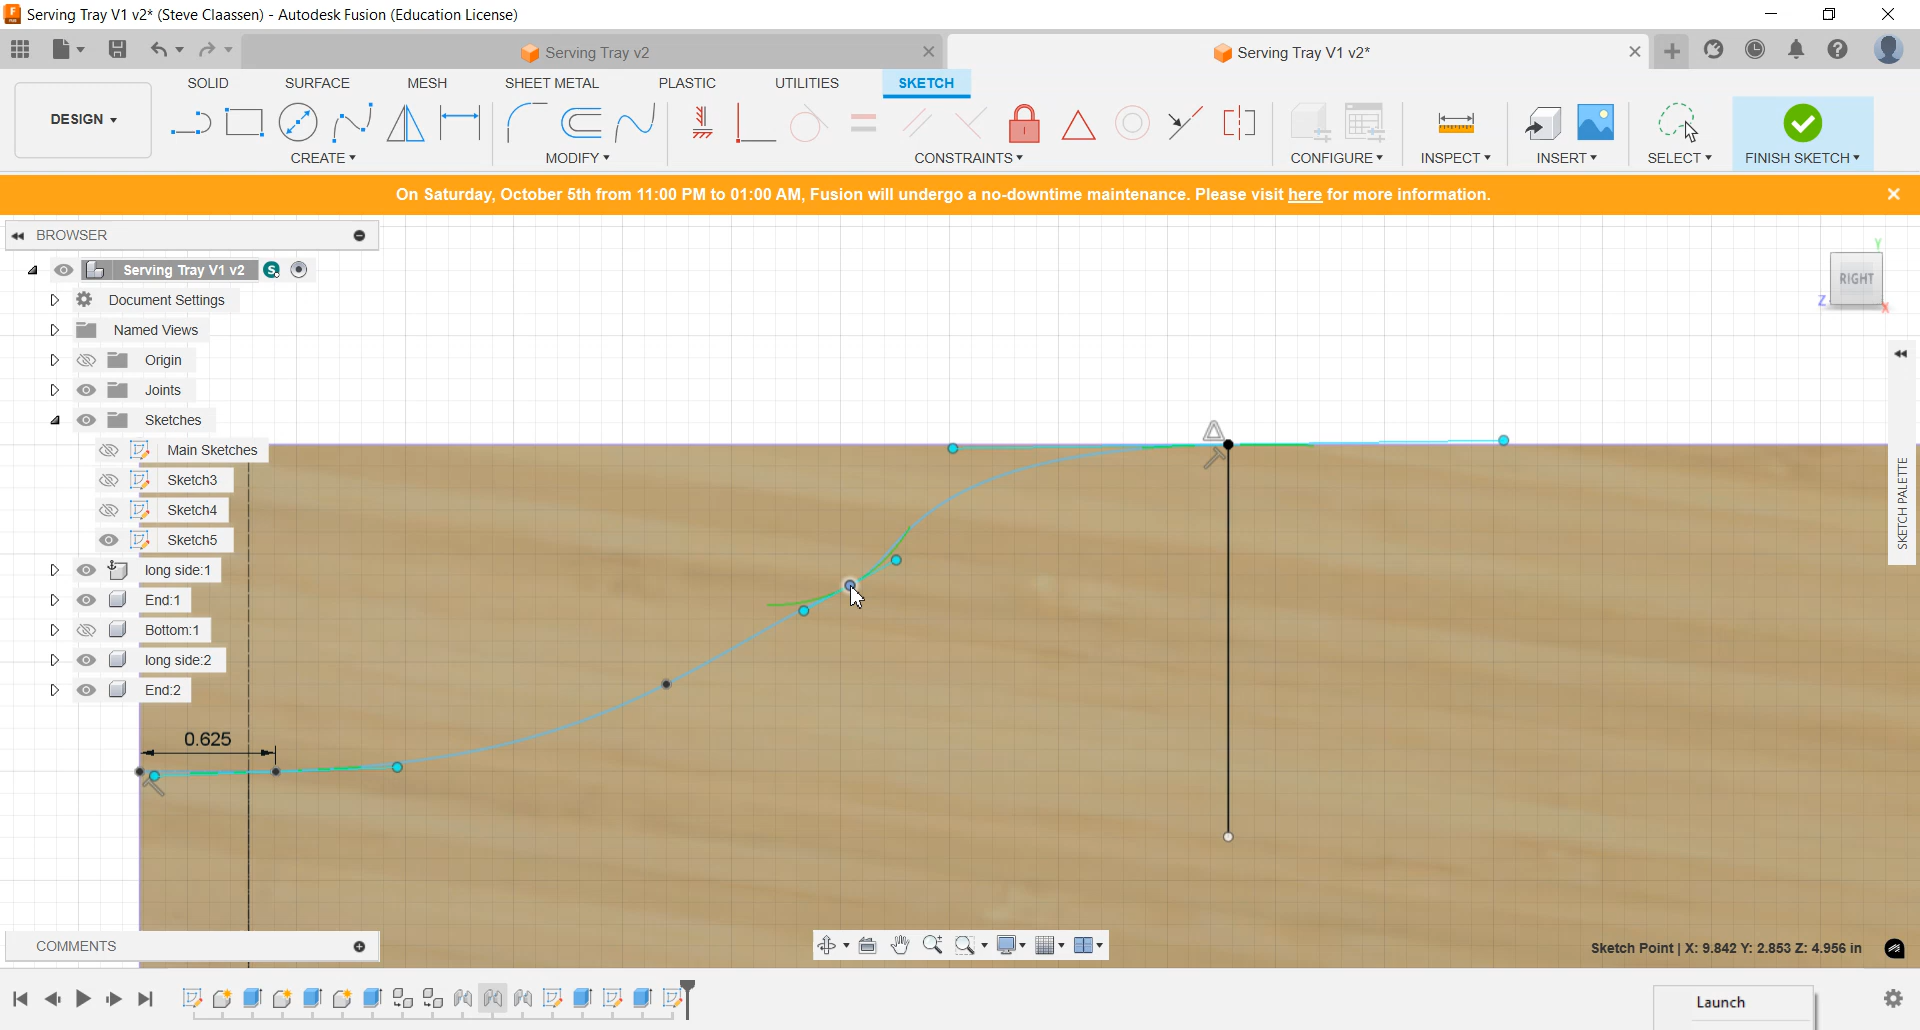 Serving Tray V1 v2* (Steve Claassen) - Autodesk Fusion (Education License)
Serving Tray v2
Serving Tray V1 v2*
SOLID SURFACE MESH SHEET METAL PLASTIC UTILITIES SKETCH
DESIGN
CREATE MODIFY CONSTRAINTS CONFIGURE INSPECT INSERT SELECT FINISH SKETCH
On Saturday, October 5th from 11:00 PM to 01:00 AM, Fusion will undergo a no-downtime maintenance. Please visit here for more information.
BROWSER
Serving Tray V1 v2 S
Document Settings
Named Views
Origin
Joints
Sketches
Main Sketches
Sketch3
Sketch4
Sketch5
long side:1
End:1
Bottom:1
long side:2
End:2
0.625
Y
RIGHT
Z
X
SKETCH PALETTE
COMMENTS
Sketch Point | X: 9.842 Y: 2.853 Z: 4.956 in
Launch